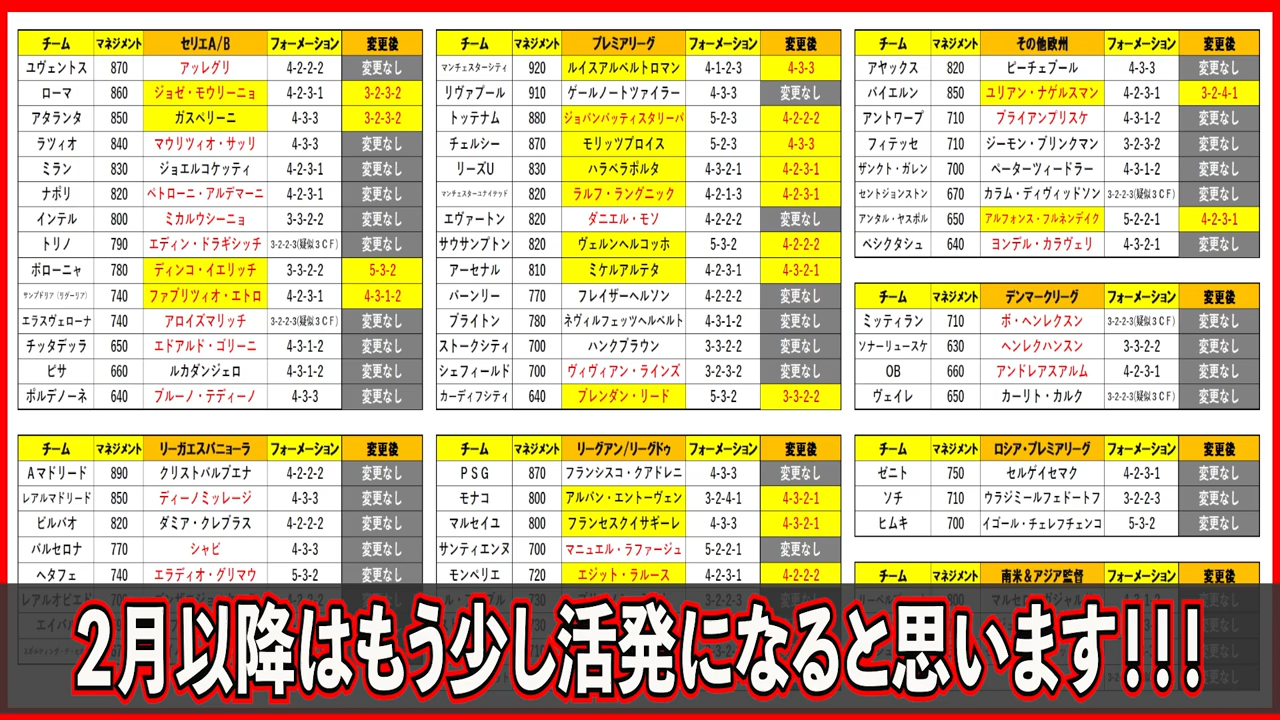 チーム マネジメント セリエA/B フォーメーション 変更後
ユヴェントス 870 アッレグリ 4-2-2-2 変更なし
ローマ 860 ジョゼ・モウリーニョ 4-2-3-1 3-2-3-2
アタランタ 850 ガスペリーニ 4-3-3 3-2-3-2
ラツィオ 840 マウリツィオ・サッリ 4-3-3 変更なし
ミラン 830 ジョエルコケッティ 4-2-3-1 変更なし
ナポリ 820 ペトローニ・アルデマーニ 4-2-3-1 変更なし
インテル 800 ミカルウシーニョ 3-3-2-2 変更なし
トリノ 790 エディン・ドラギシッチ 3-2-2-3(疑似3CF) 変更なし
ボローニャ 780 ディンコ・イエリッチ 3-3-2-2 5-3-2
サンプドリア（リグーリア） 740 ファブリツィオ・エトロ 4-2-3-1 4-3-1-2
エラスヴェローナ 740 アロイズマリッチ 3-2-2-3(疑似3CF) 変更なし
チッタデッラ 650 エドアルド・ゴリーニ 4-3-1-2 変更なし
ピサ 660 ルカダンジェロ 4-3-1-2 変更なし
ポルデノーネ 640 ブルーノ・テディーノ 4-3-3 変更なし
チーム マネジメント プレミアリーグ フォーメーション 変更後
マンチェスターシティ 920 ルイスアルベルトロマン 4-1-2-3 4-3-3
リヴァプール 910 ゲールノートツァイラー 4-3-3 変更なし
トッテナム 880 ジョバンバッティスタリーバ 5-2-3 4-2-2-2
チェルシー 870 モリッツプロイス 5-2-3 4-3-3
リーズU 830 ハラベラポルタ 4-3-2-1 4-2-3-1
マンチェスターユナイテッド 820 ラルフ・ラングニック 4-2-1-3 4-2-3-1
エヴァートン 820 ダニエル・モソ 4-2-2-2 変更なし
サウサンプトン 820 ヴェルンヘルコッホ 5-3-2 4-2-2-2
アーセナル 810 ミケルアルテタ 4-2-3-1 4-3-2-1
バーンリー 770 フレイザーヘルソン 4-2-2-2 変更なし
ブライトン 780 ネヴィルフェッツヘルベルト 4-3-1-2 変更なし
ストークシティ 700 ハンクブラウン 3-3-2-2 変更なし
シェフィールド 700 ヴィヴィアン・ラインズ 3-2-3-2 変更なし
カーディフシティ 640 ブレンダン・リード 5-3-2 3-3-2-2
チーム マネジメント その他欧州 フォーメーション 変更後
アヤックス 820 ピーチェプール 4-3-3 変更なし
バイエルン 850 ユリアン・ナゲルスマン 4-2-3-1 3-2-4-1
アントワープ 710 ブライアンプリスケ 4-3-1-2 変更なし
フィテッセ 710 ジーモン・ブリンクマン 3-2-3-2 変更なし
ザンクト・ガレン 700 ペーターツィードラー 4-3-1-2 変更なし
セントジョンストン 670 カラム・ディヴィッドソン 3-2-2-3(疑似3CF) 変更なし
アンタル・ヤスポル 650 アルフォンス・フルネンデイク 5-2-2-1 4-2-3-1
ベシクタシュ 640 ヨンデル・カラヴェリ 4-3-2-1 変更なし
チーム マネジメント デンマークリーグ フォーメーション 変更後
ミッティラン 710 ボ・ヘンレクスン 3-2-2-3(疑似3CF) 変更なし
ソナーリュースケ 630 ヘンレクハンスン 3-3-2-2 変更なし
OB 660 アンドレアスアルム 4-2-3-1 変更なし
ヴェイレ 650 カーリト・カルク 3-2-2-3(疑似3CF) 変更なし
チーム マネジメント リーガエスパニョーラ フォーメーション 変更後
Aマドリード 890 クリストバルプエナ 4-2-2-2 変更なし
レアルマドリード 850 ディーノミッレージ 4-3-3 変更なし
ビルバオ 820 ダミア・クレプラス 4-2-2-2 変更なし
バルセロナ 770 シャビ 4-3-3 変更なし
ヘタフェ 740 エラディオ・グリマウ 5-3-2 変更なし
チーム マネジメント リーグアン/リーグドゥ フォーメーション 変更後
PSG 870 フランシスコ・クアドレニ 4-3-3 変更なし
モナコ 800 アルバン・エントーヴェン 3-2-4-1 4-3-2-1
マルセイユ 800 フランセスクイサギーレ 4-3-3 4-3-2-1
サンティエンヌ 700 マニュエル・ラファージュ 5-2-2-1 変更なし
モンペリエ 720 エジット・ラルース 4-2-3-1 4-2-2-2
チーム マネジメント ロシア・プレミアリーグ フォーメーション 変更後
ゼニト 750 セルゲイセマク 4-2-3-1 変更なし
ソチ 710 ウラジミールフェドートフ 3-2-2-3 変更なし
ヒムキ 700 イゴール・チェレフチェンコ 5-3-2 変更なし
チーム マネジメント 南米＆アジア監督 フォーメーション 変更後
2月以降はもう少し活発になると思います!!!